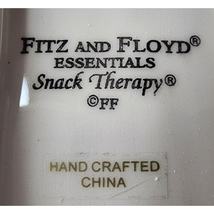 FITZ AND FLOYD®
ESSENTIALS
Snack Therapy®
©FF
HAND CRAFTED
CHINA